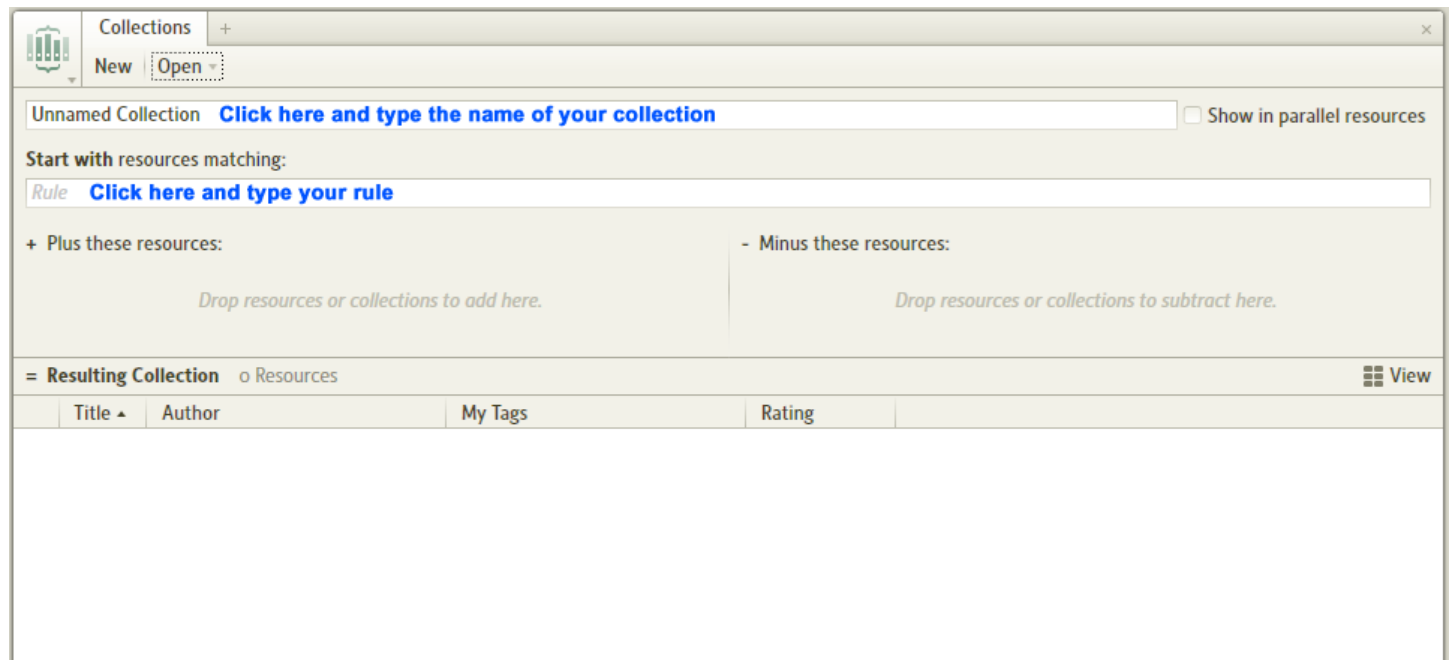 Collections +
New Open
Unnamed Collection Click here and type the name of your collection Show in parallel resources
Start with resources matching:
Rule Click here and type your rule
+ Plus these resources: - Minus these resources:
Drop resources or collections to add here. Drop resources or collections to subtract here.
= Resulting Collection 0 Resources View
Title Author My Tags Rating